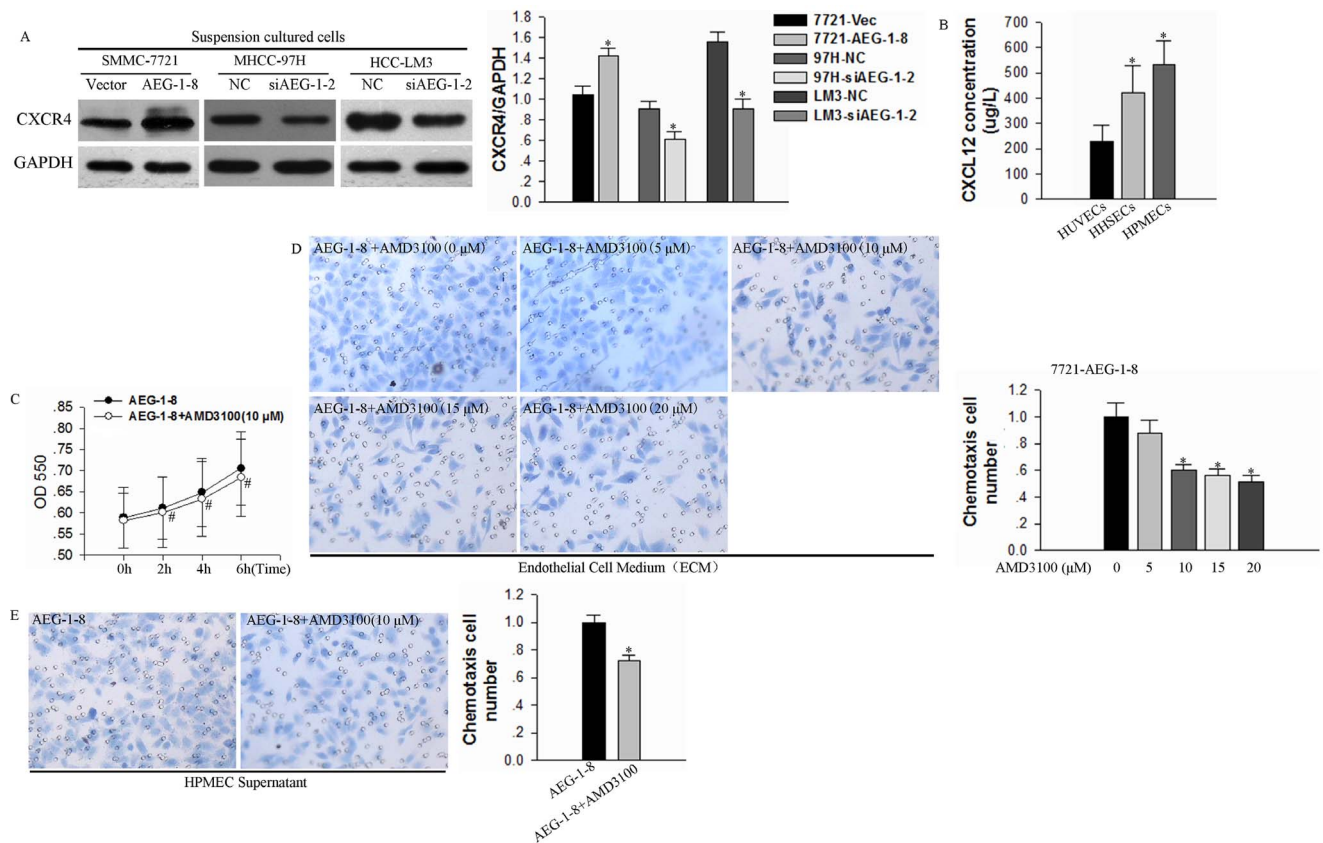 A
Suspension cultured cells
SMMC-7721 MHCC-97H HCC-LM3
Vector AEG-1-8 NC siAEG-1-2 NC siAEG-1-2
CXCR4
GAPDH
CXCR4/GAPDH
1.8
1.6
1.4
1.2
1.0
.8
.6
.4
.2
0.0
*
*
*
7721-Vec
7721-AEG-1-8
97H-NC
97H-siAEG-1-2
LM3-NC
LM3-siAEG-1-2
B
CXCL12 concentration
(ug/L)
700
600
500
400
300
200
100
0
*
*
HUVECs
HHSECs
HPMECs
C
AEG-1-8
AEG-1-8+AMD3100(10 μM)
OD 550
.85
.80
.75
.70
.65
.60
.55
.50
#
#
#
0h 2h 4h 6h(Time)
D
AEG-1-8 +AMD3100 (0 μM)
AEG-1-8+AMD3100 (5 μM)
AEG-1-8+AMD3100 (10 μM)
AEG-1-8+AMD3100 (15 μM)
AEG-1-8+AMD3100 (20 μM)
Endothelial Cell Medium (ECM)
7721-AEG-1-8
Chemotaxis cell
number
1.2
1.0
.8
.6
.4
.2
0.0
*
*
*
AMD3100 (μM) 0 5 10 15 20
E
AEG-1-8
AEG-1-8+AMD3100(10 μM)
HPMEC Supernatant
Chemotaxis cell
number
1.2
1.0
.8
.6
.4
.2
0.0
*
AEG-1-8
AEG-1-8+AMD3100